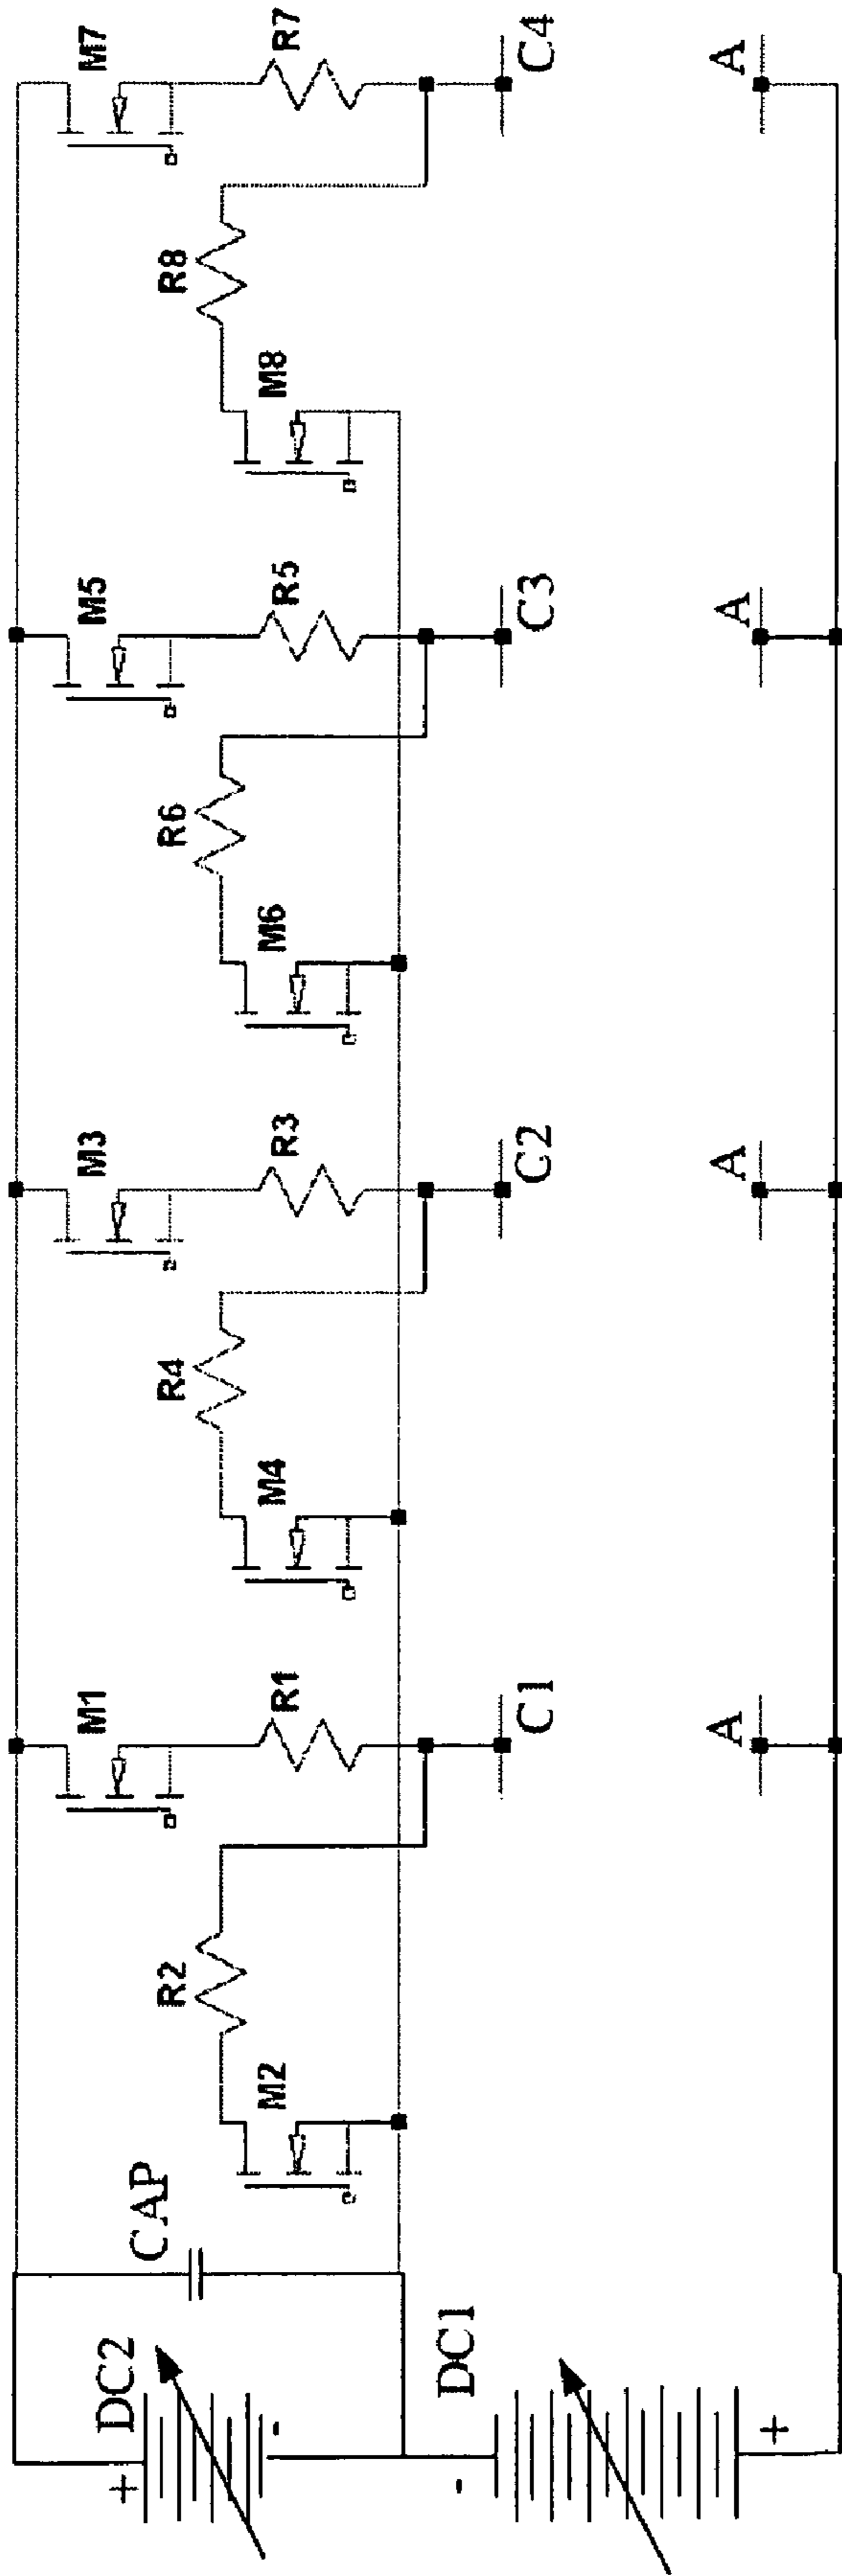 DC2
+
-
CAP
DC1
-
+
M2
R2
M1
R1
C1
A
M4
R4
M3
R3
C2
A
M6
R6
M5
R5
C3
A
M8
R8
M7
R7
C4
A